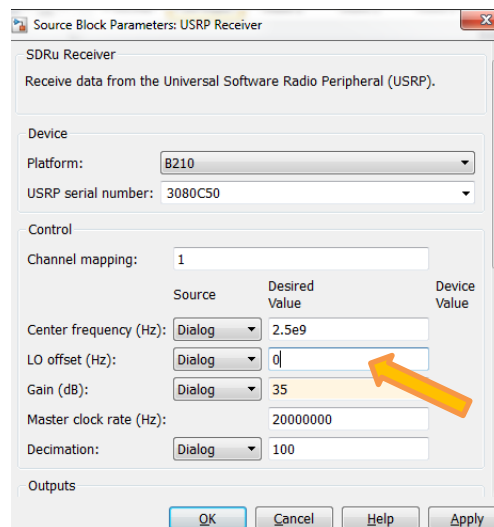 Source Block Parameters: USRP Receiver
SDRu Receiver
Receive data from the Universal Software Radio Peripheral (USRP).
Device
Platform: B210
USRP serial number: 3080C50
Control
Channel mapping: 1
Source Desired Value Device Value
Center frequency (Hz): Dialog 2.5e9
LO offset (Hz): Dialog 0
Gain (dB): Dialog 35
Master clock rate (Hz): 20000000
Decimation: Dialog 100
Outputs
OK Cancel Help Apply